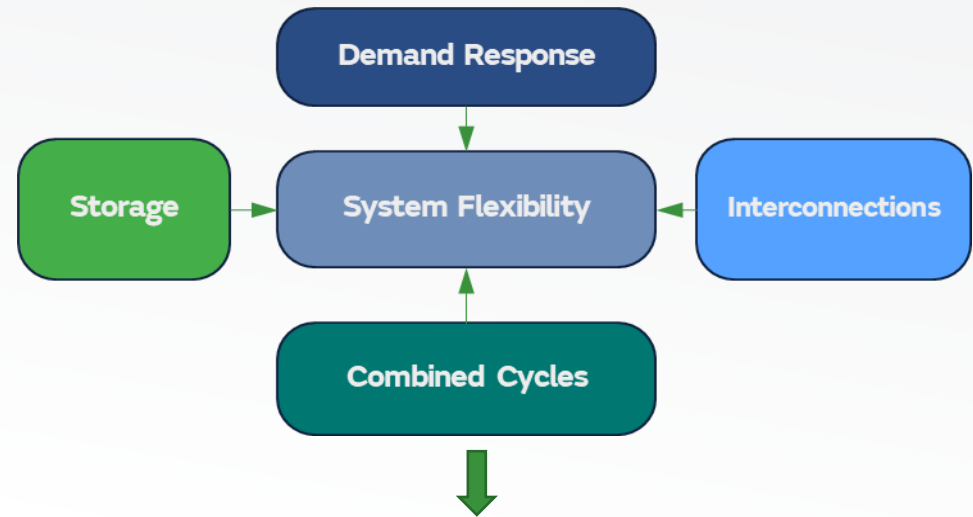 Demand Response
Storage
System Flexibility
Interconnections
Combined Cycles